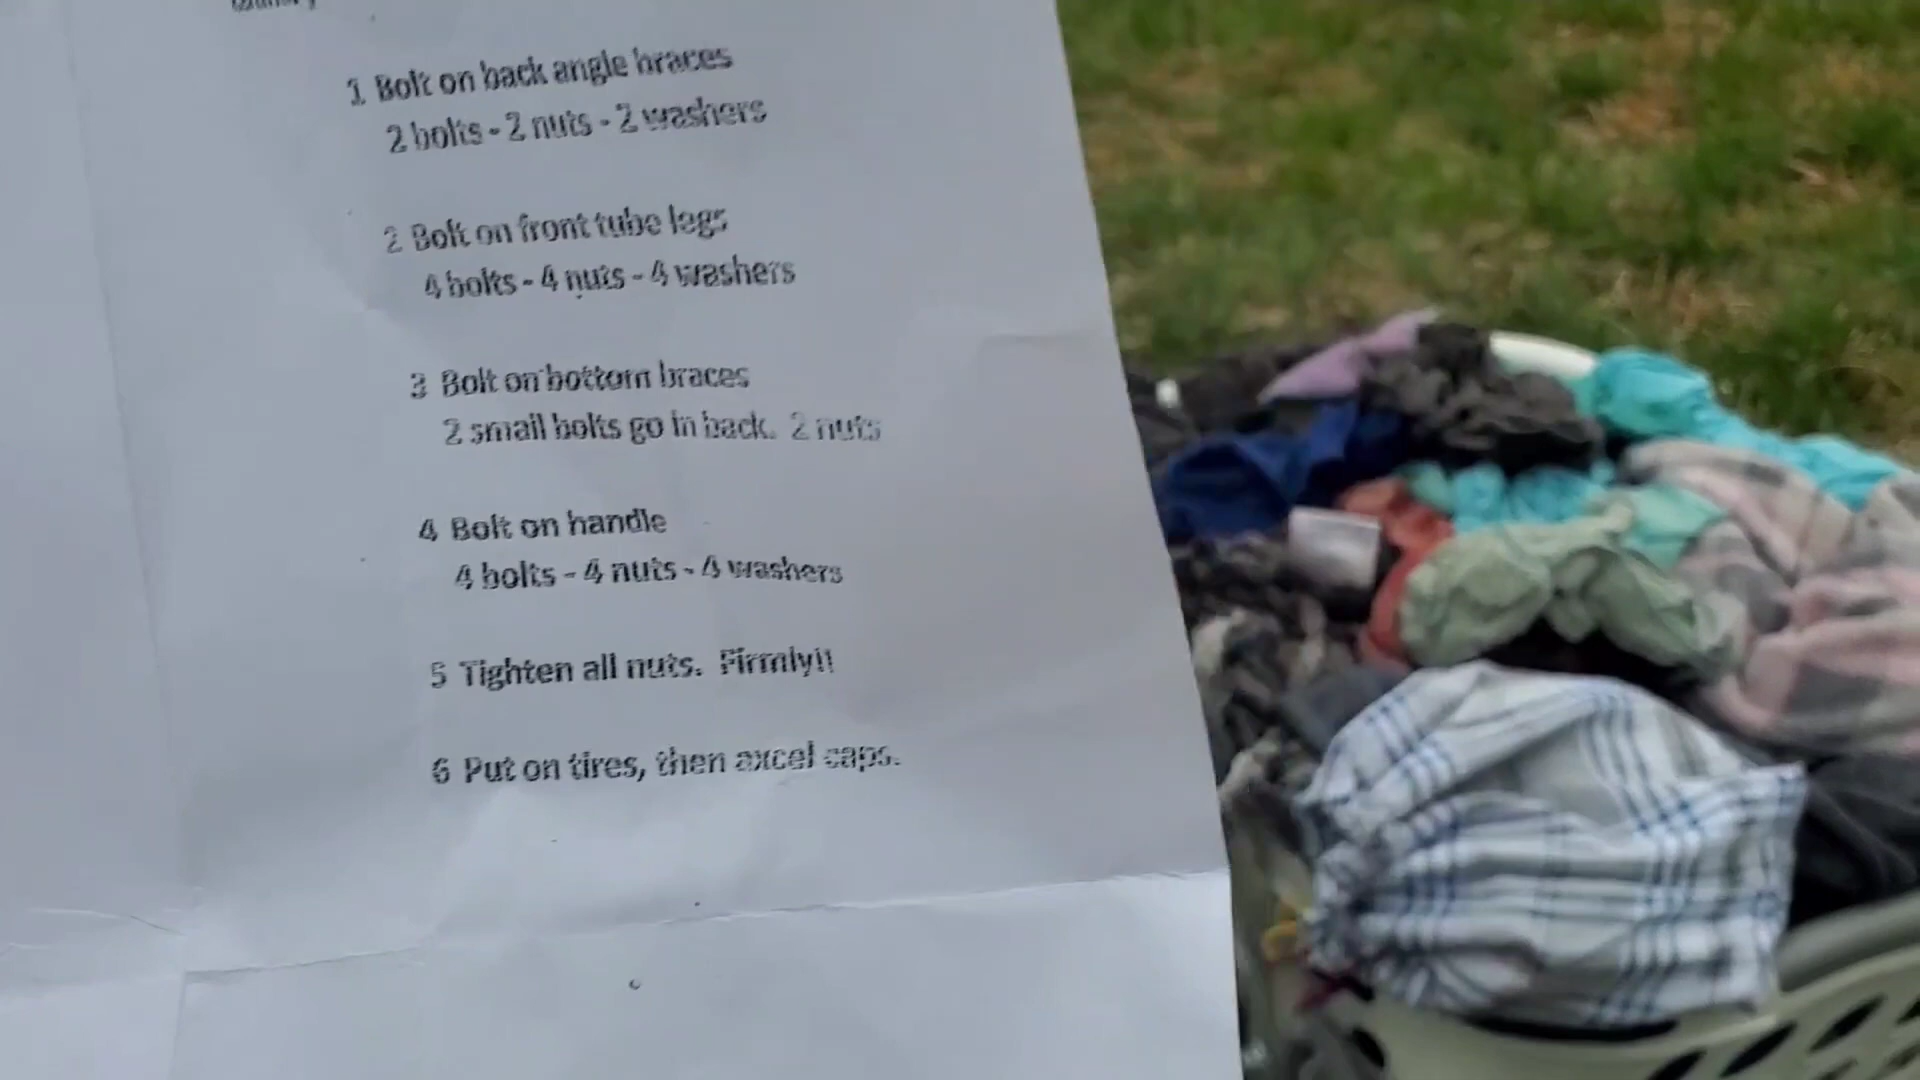 1 Bolt on back angle braces
2 bolts - 2 nuts - 2 washers
2 Bolt on front tube legs
4 bolts - 4 nuts - 4 washers
3 Bolt on bottom braces
2 small bolts go in back. 2 nuts
4 Bolt on handle
4 bolts - 4 nuts - 4 washers
5 Tighten all nuts. Firmly!!
6 Put on tires, then axcel caps.